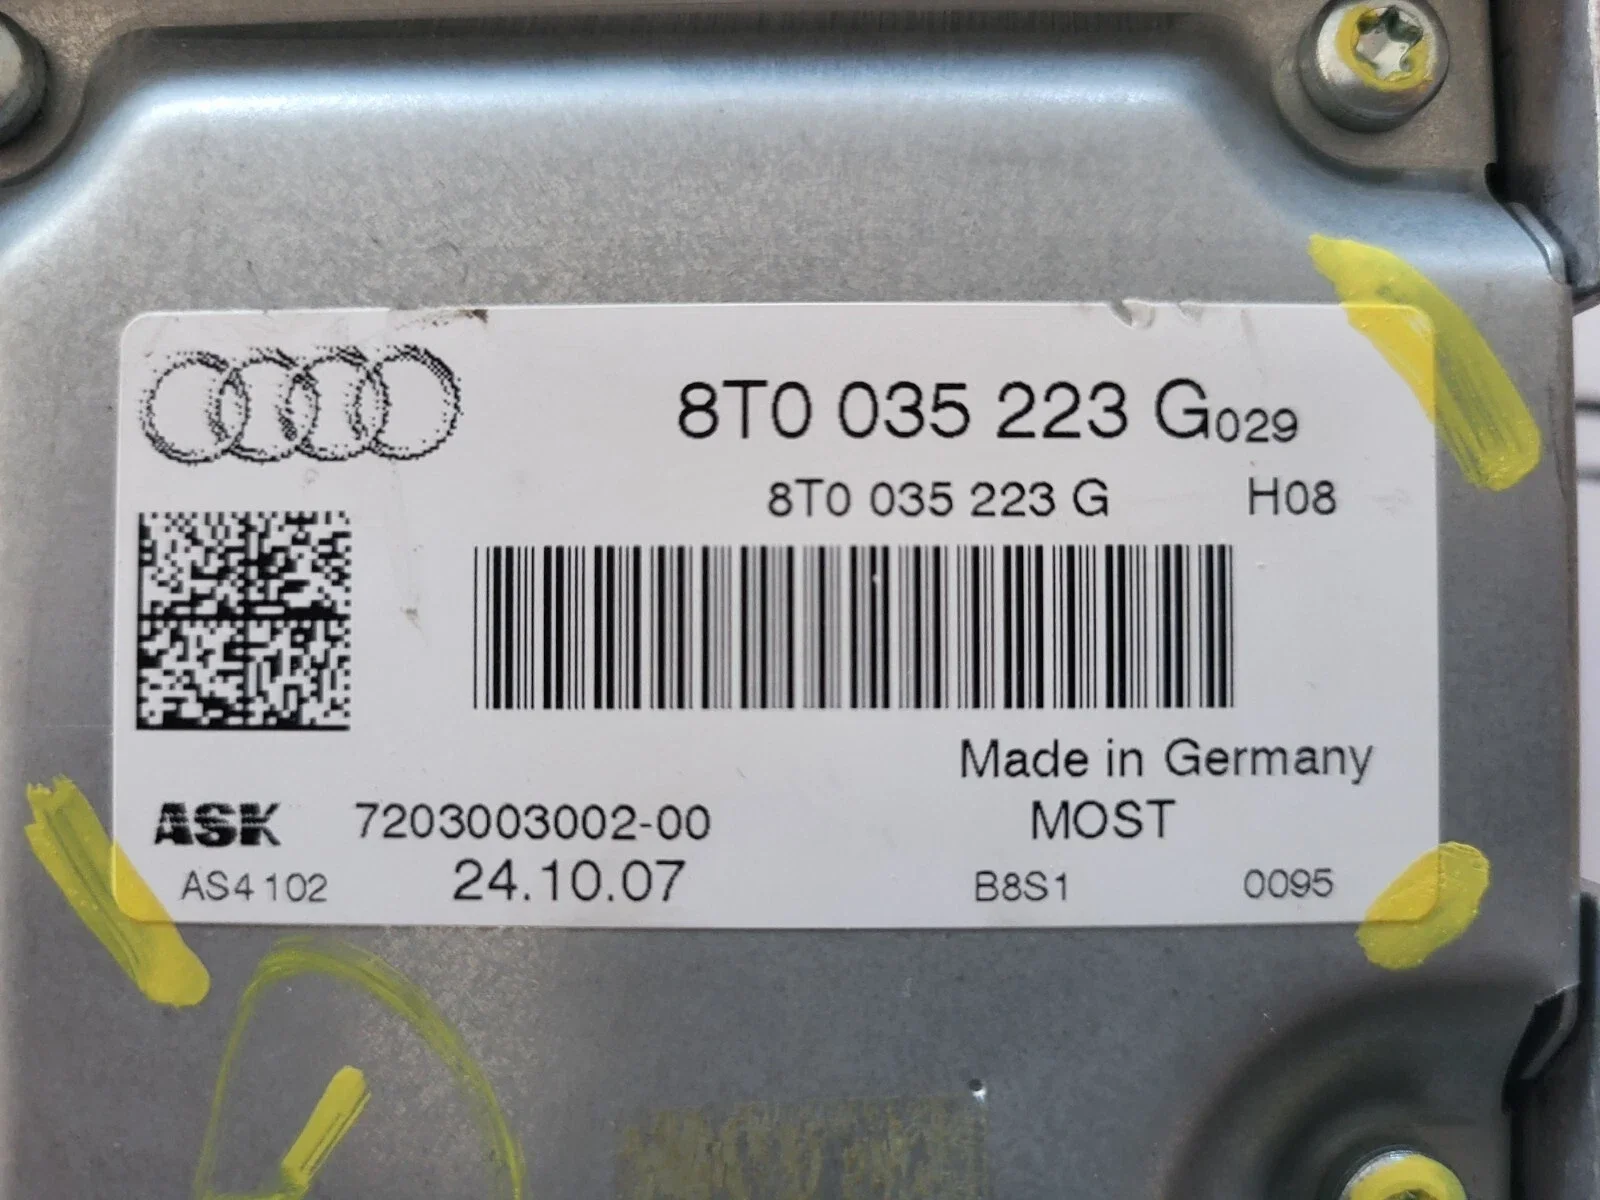 8T0 035 223 G029
8T0 035 223 G H08
Made in Germany
ASK 7203003002-00 MOST
AS4 102 24.10.07 B8S1 0095